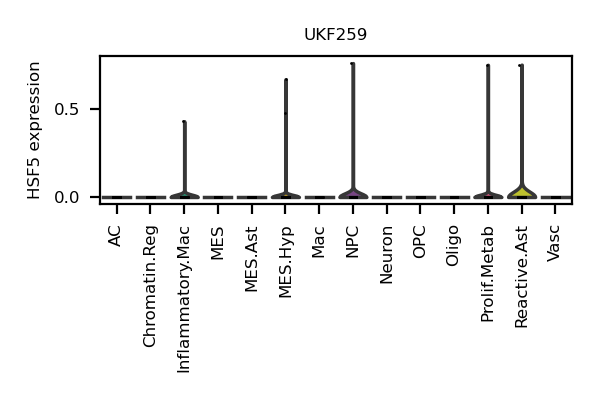 UKF259
HSF5 expression
0.5
0.0
AC
Chromatin.Reg
Inflammatory.Mac
MES
MES.Ast
MES.Hyp
Mac
NPC
Neuron
OPC
Oligo
Prolif.Metab
Reactive.Ast
Vasc